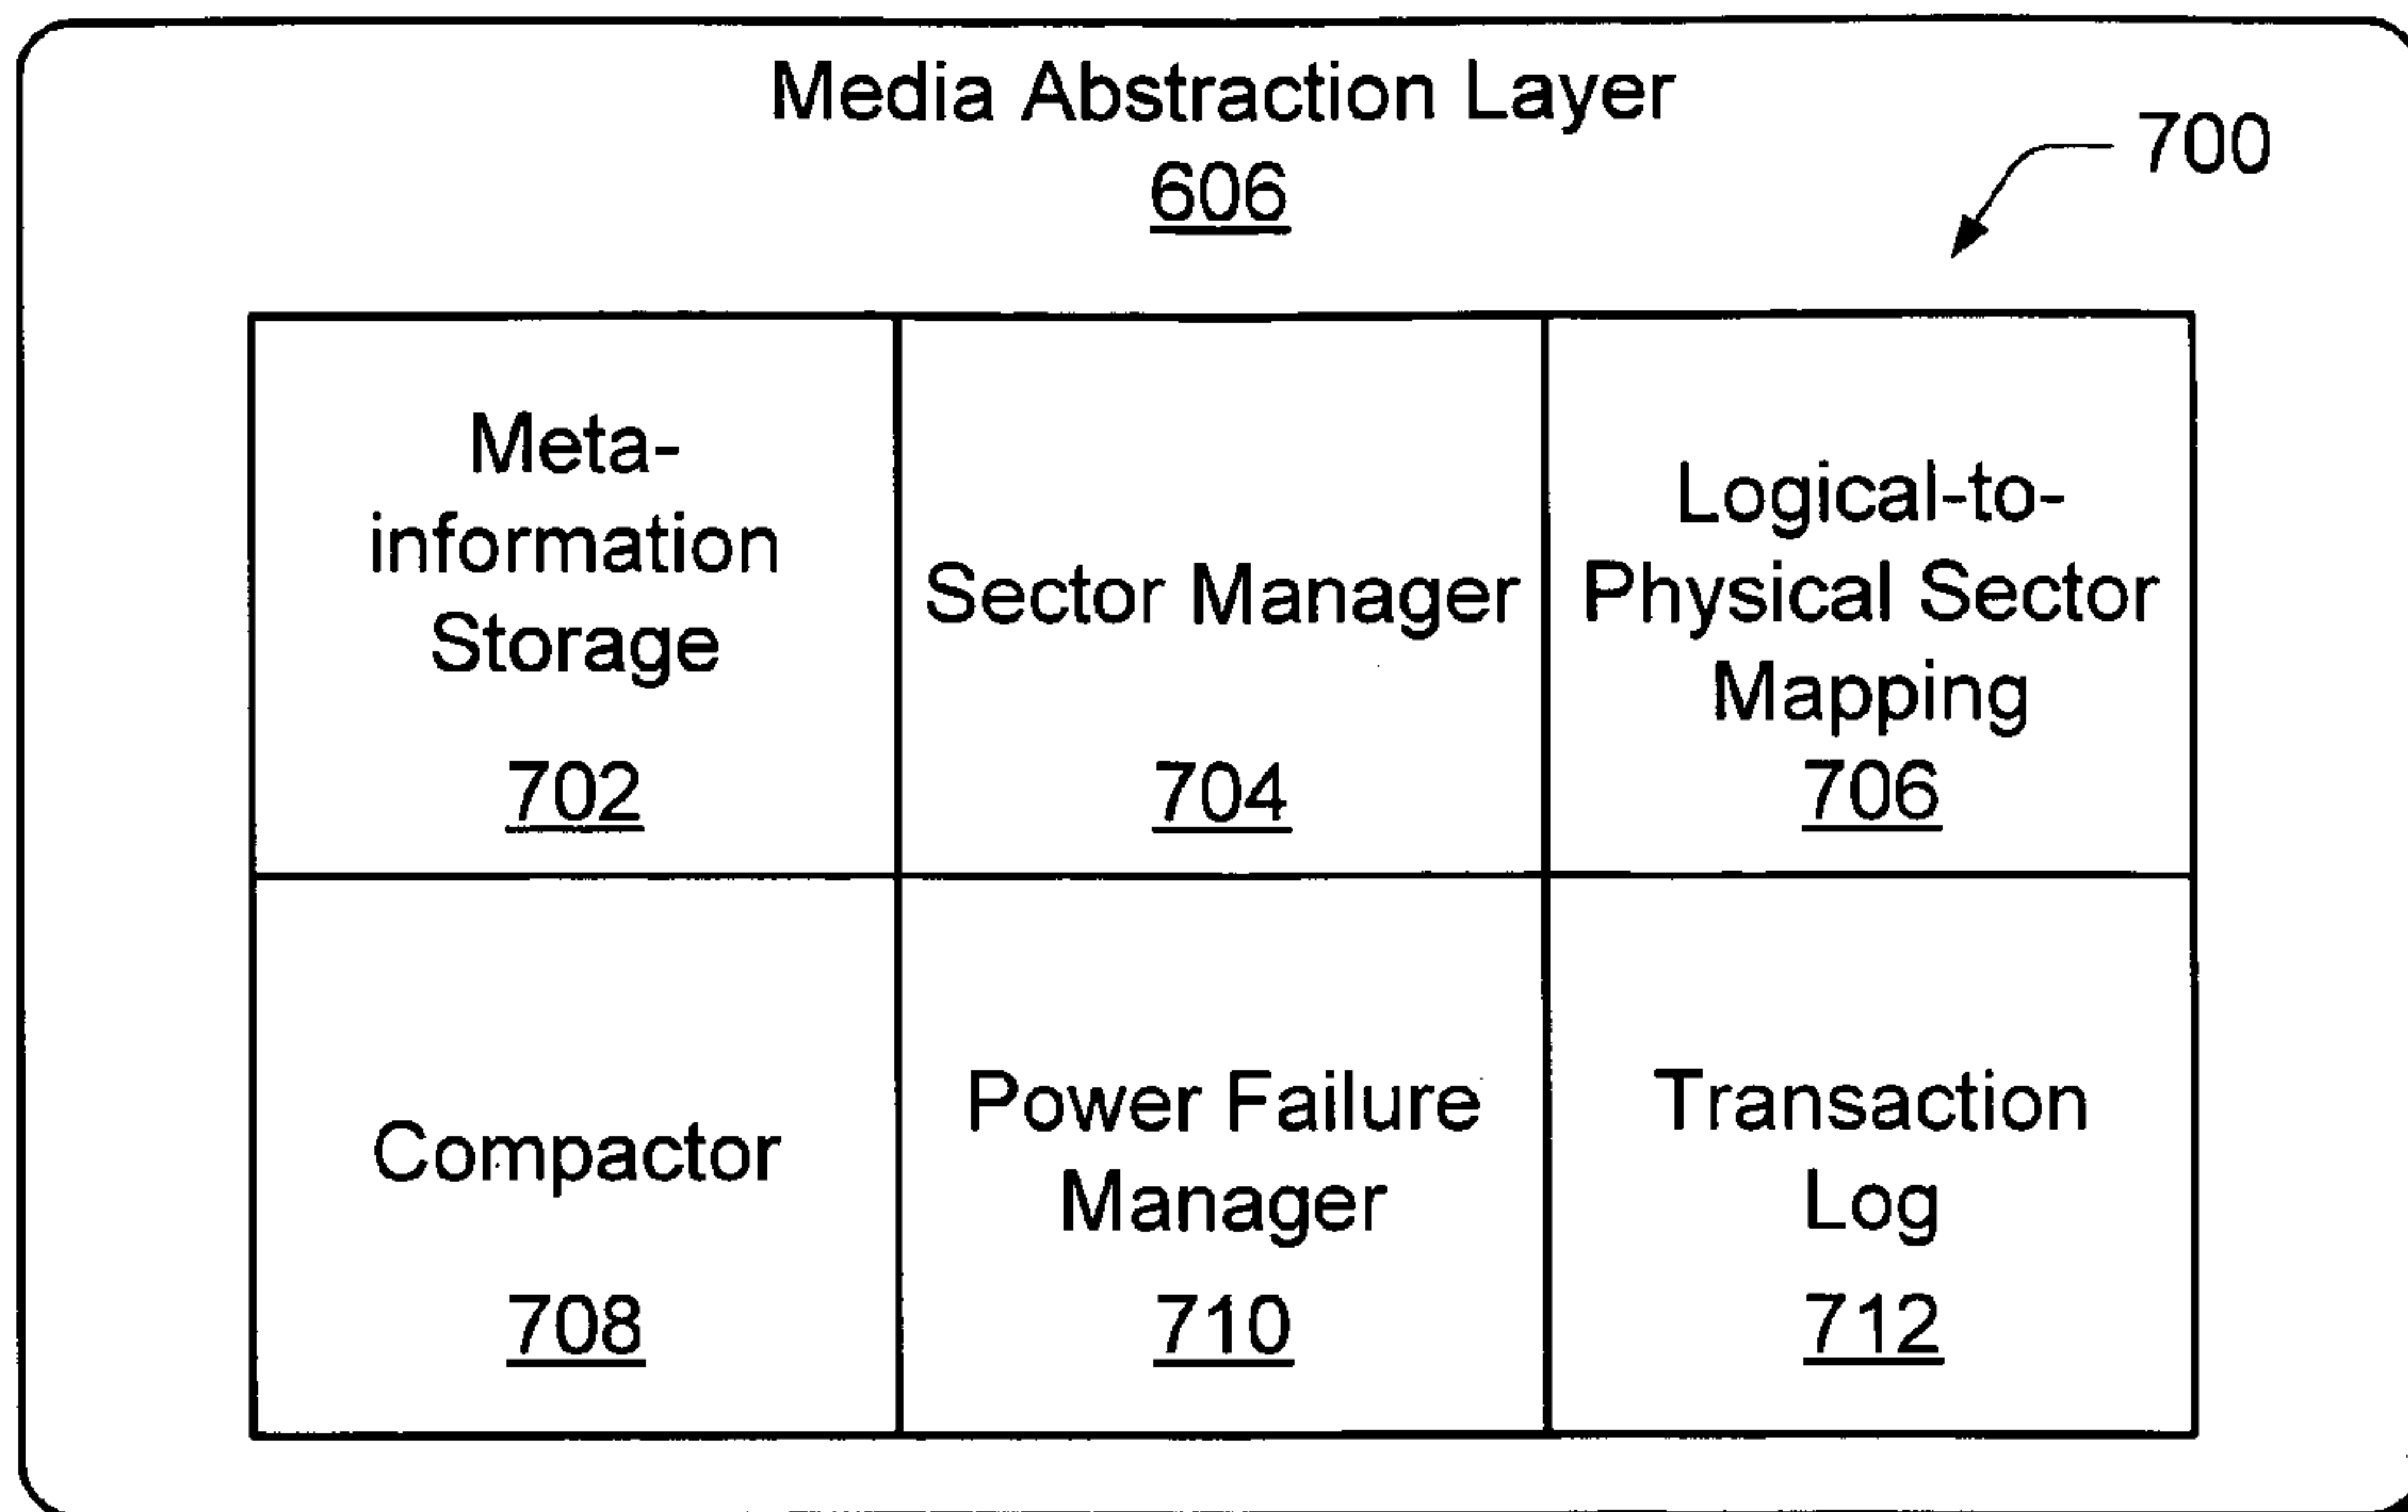 Media Abstraction Layer
606
700
Meta-
information
Storage
702
Sector Manager
704
Logical-to-
Physical Sector
Mapping
706
Compactor
708
Power Failure
Manager
710
Transaction
Log
712